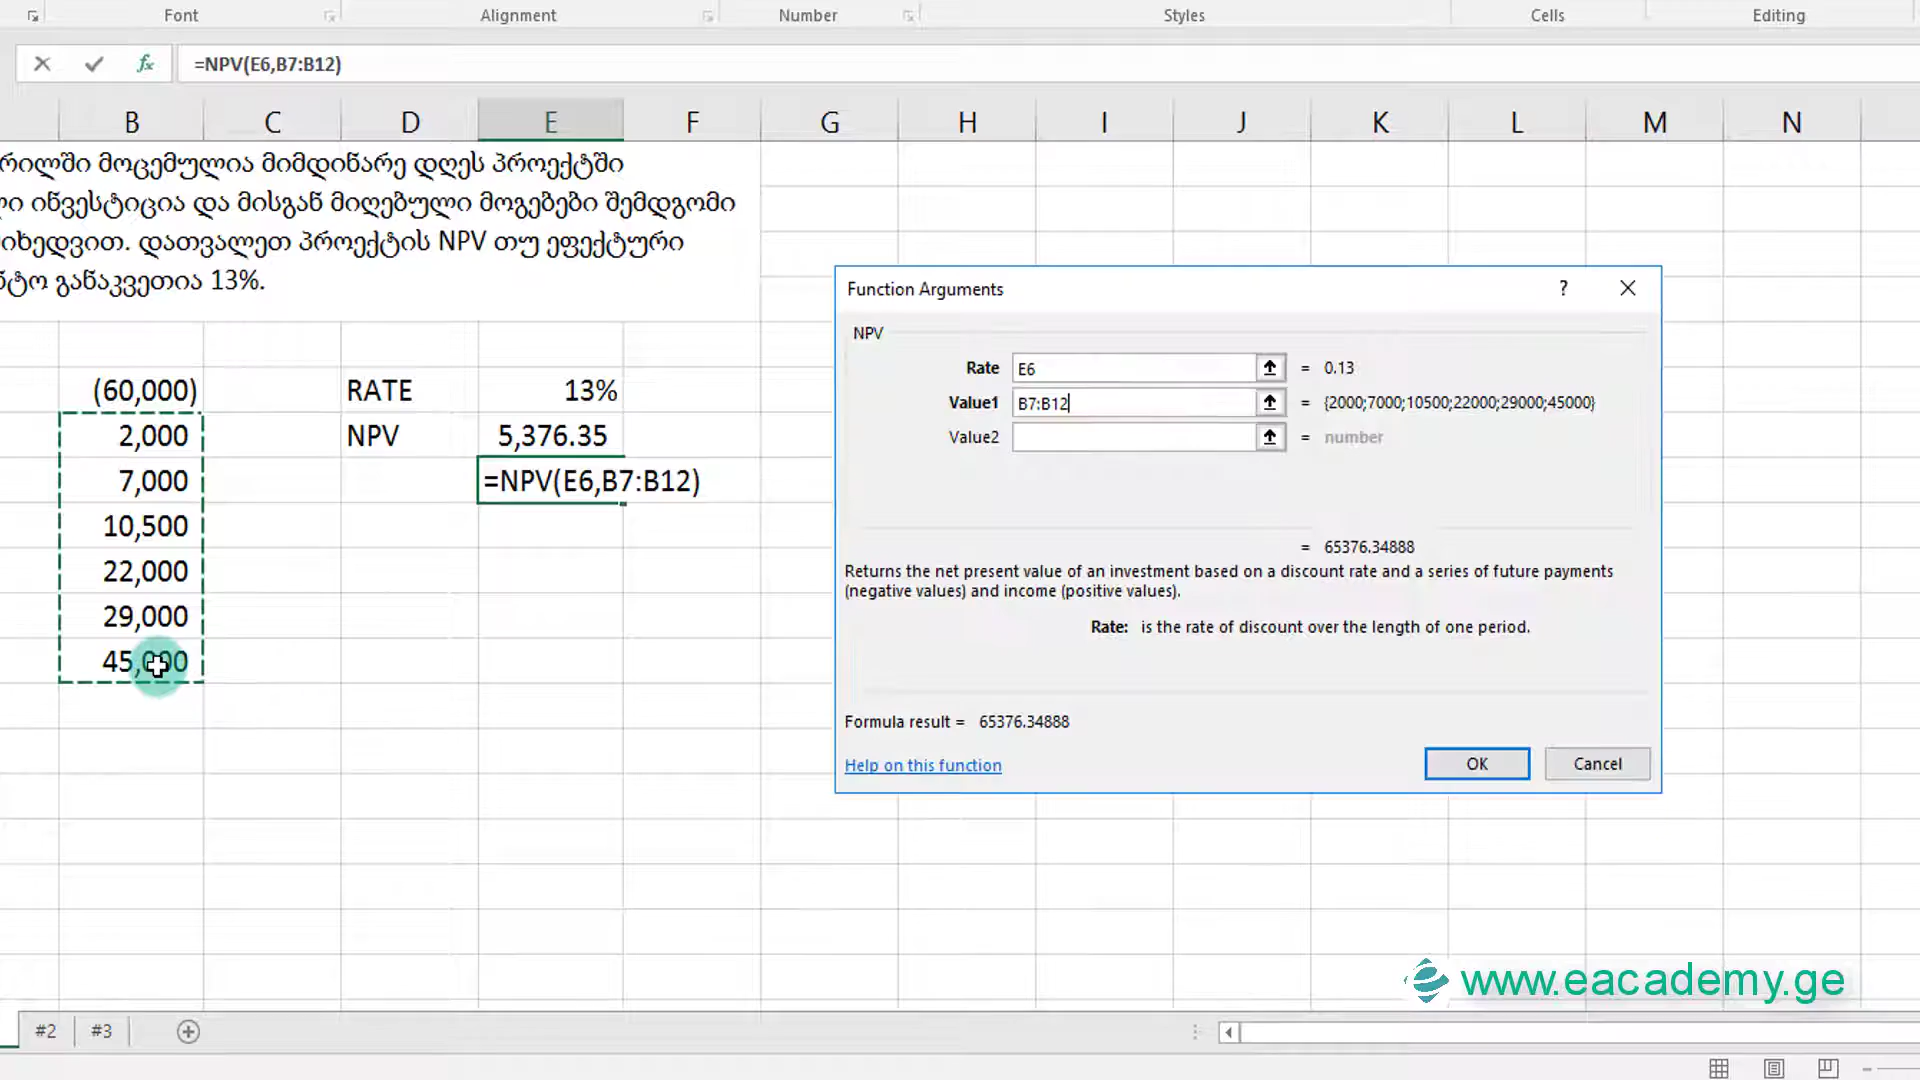 Font Alignment Number Styles Cells Editing
fx =NPV(E6,B7:B12)
B C D E F G H I J K L M N
რილში მოცემულია მიმდინარე დღეს პროექტში
ლი ინვესტიცია და მისგან მიღებული მოგებები შემდგომი
იხედვით. დათვალეთ პროექტის NPV თუ ეფექტური
ნტო განაკვეთია 13%.
(60,000) RATE 13%
2,000 NPV 5,376.35
7,000 =NPV(E6,B7:B12)
10,500
22,000
29,000
45,000
Function Arguments ? 
NPV
Rate E6 = 0.13
Value1 B7:B12 = {2000;7000;10500;22000;29000;45000}
Value2 = number
= 65376.34888
Returns the net present value of an investment based on a discount rate and a series of future payments
(negative values) and income (positive values).
Rate: is the rate of discount over the length of one period.
Formula result = 65376.34888
Help on this function OK Cancel
www.eacademy.ge
#2 #3